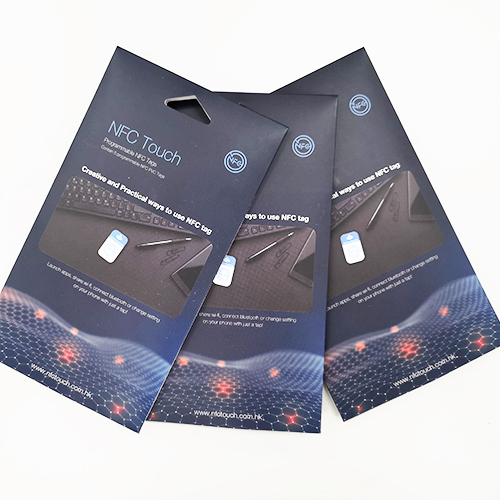 NFC Touch
Programmable NFC Tags
NFC
Creative and Practical ways to use NFC tag
Launch apps, share wi-fi, connect bluetooth or change setting
on your phone with just a tap!
www.nfctouch.com.hk
NFC
ways to use NFC tag
share wi-fi, connect bluetooth or change setting
on your phone with just a tap!
www.nfctouch.com.hk
NFC
ways to use NFC tag
Launch apps, share wi-fi, connect bluetooth or change setting
on your phone with just a tap!
www.nfctouch.com.hk